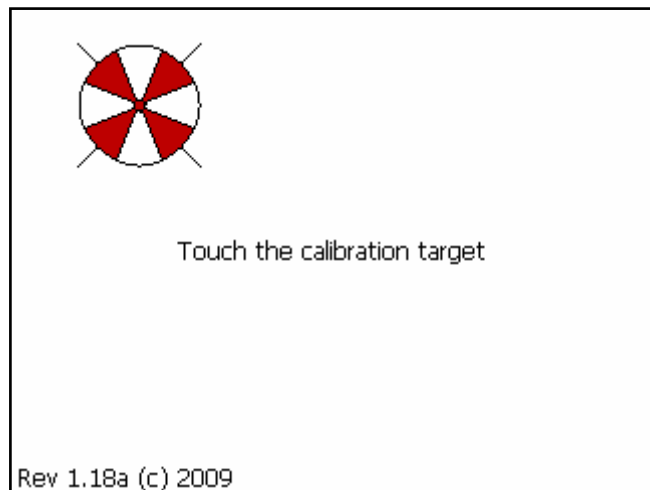 Touch the calibration target
Rev 1.18a (c) 2009